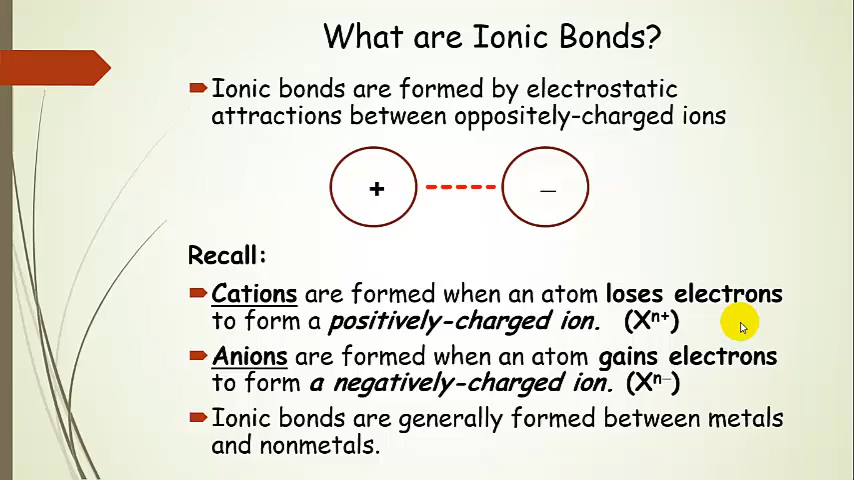 What are Ionic Bonds?
Ionic bonds are formed by electrostatic
attractions between oppositely-charged ions
+ −
Recall:
Cations are formed when an atom loses electrons
to form a positively-charged ion. (Xⁿ⁺)
Anions are formed when an atom gains electrons
to form a negatively-charged ion. (Xⁿ⁻)
Ionic bonds are generally formed between metals
and nonmetals.